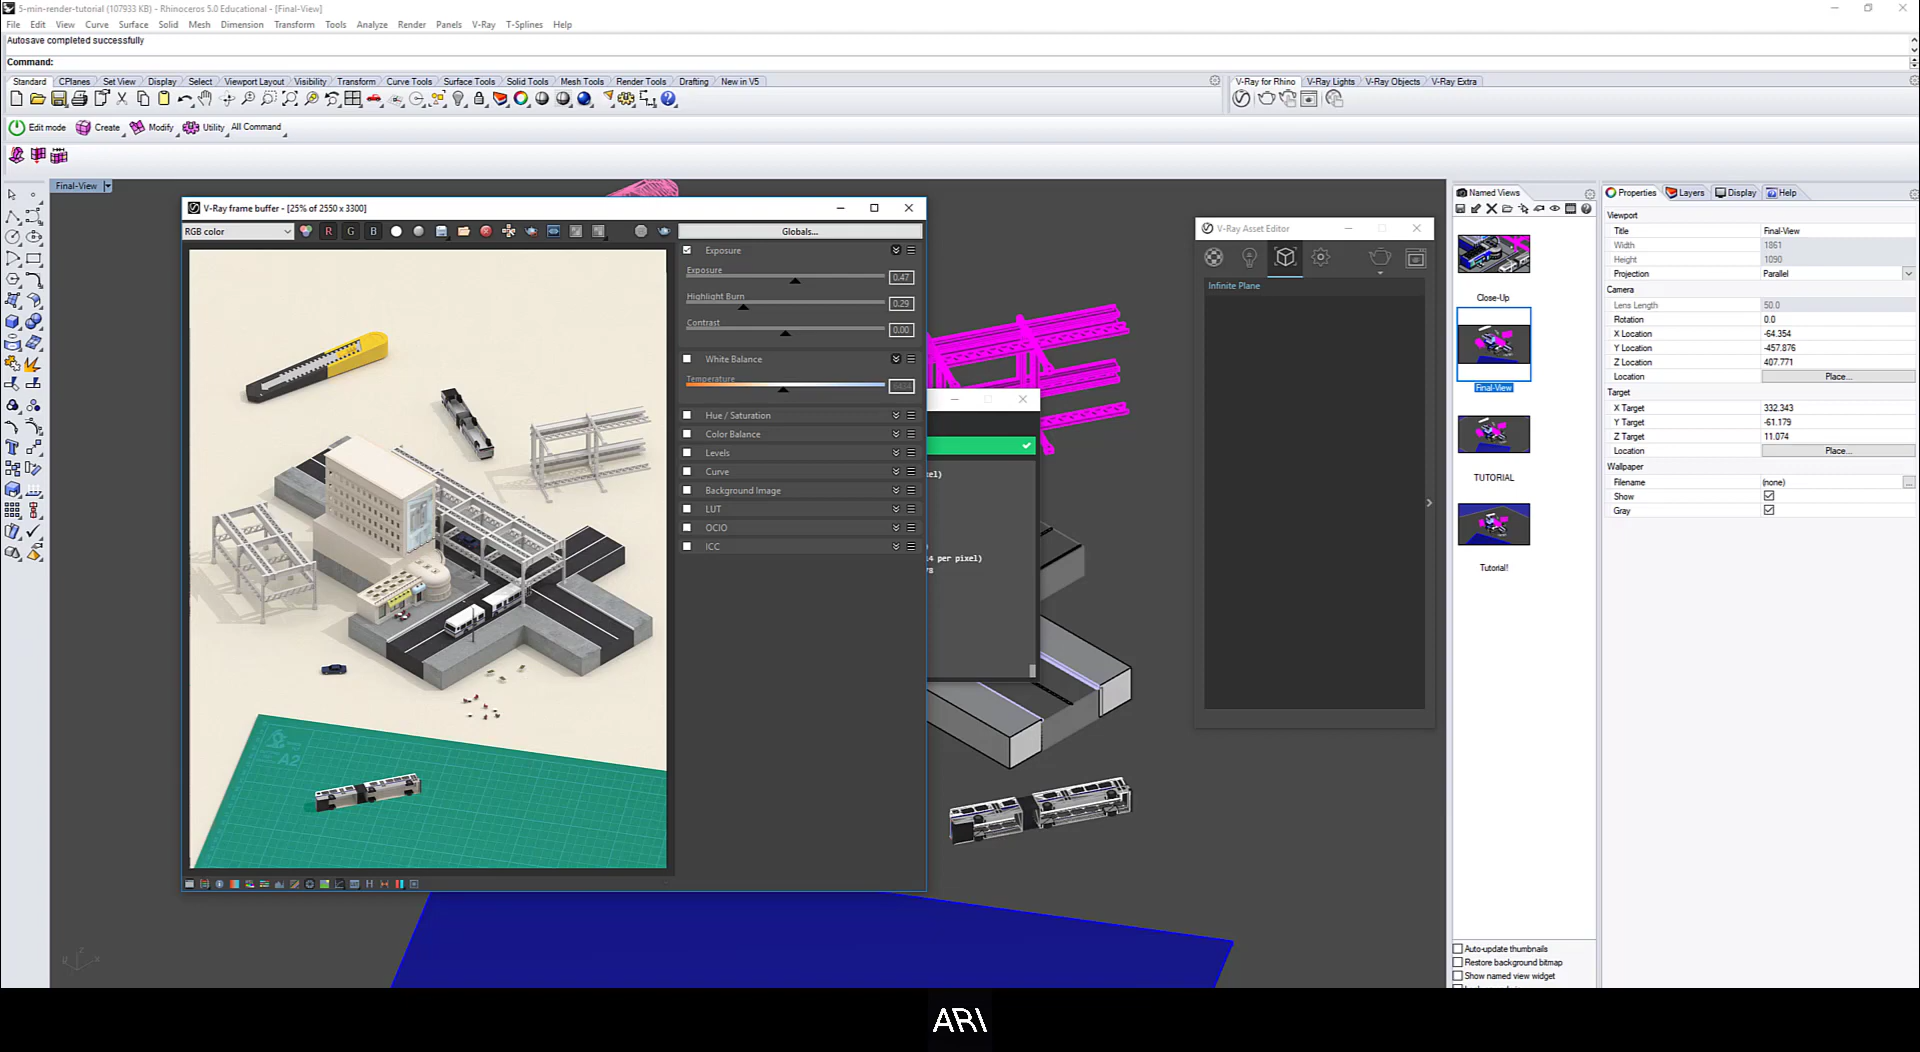 5-min-render-tutorial (107933 KB) - Rhinoceros 5.0 Educational - [Final-View]
File Edit View Curve Surface Solid Mesh Dimension Transform Tools Analyze Render Panels V-Ray T-Splines Help
Autosave completed successfully
Command:
Standard CPlanes Set View Display Select Viewport Layout Visibility Transform Curve Tools Surface Tools Solid Tools Mesh Tools Render Tools Drafting New in V5
V-Ray for Rhino V-Ray Lights V-Ray Objects V-Ray Extra
Edit mode Create Modify Utility All Command
Final-View
V-Ray frame buffer - [25% of 2550 x 3300]
RGB color
R G B
Globals...
Exposure
Exposure
0.47
Highlight Burn
0.29
Contrast
0.00
White Balance
Temperature
Hue / Saturation
Color Balance
Levels
Curve
Background Image
LUT
OCIO
ICC
A2
H
xel)
14 per pixel)
V-Ray Asset Editor
Infinite Plane
Named Views
Close-Up
Final-View
TUTORIAL
Tutorial!
Auto-update thumbnails
Restore background bitmap
Show named view widget
Properties Layers Display Help
Viewport
Title Final-View
Width 1861
Height 1090
Projection Parallel
Camera
Lens Length 50.0
Rotation 0.0
X Location -64.354
Y Location -457.876
Z Location 407.771
Location Place...
Target
X Target 332.343
Y Target -61.179
Z Target 11.074
Location Place...
Wallpaper
Filename (none) ...
Show
Gray
ARI